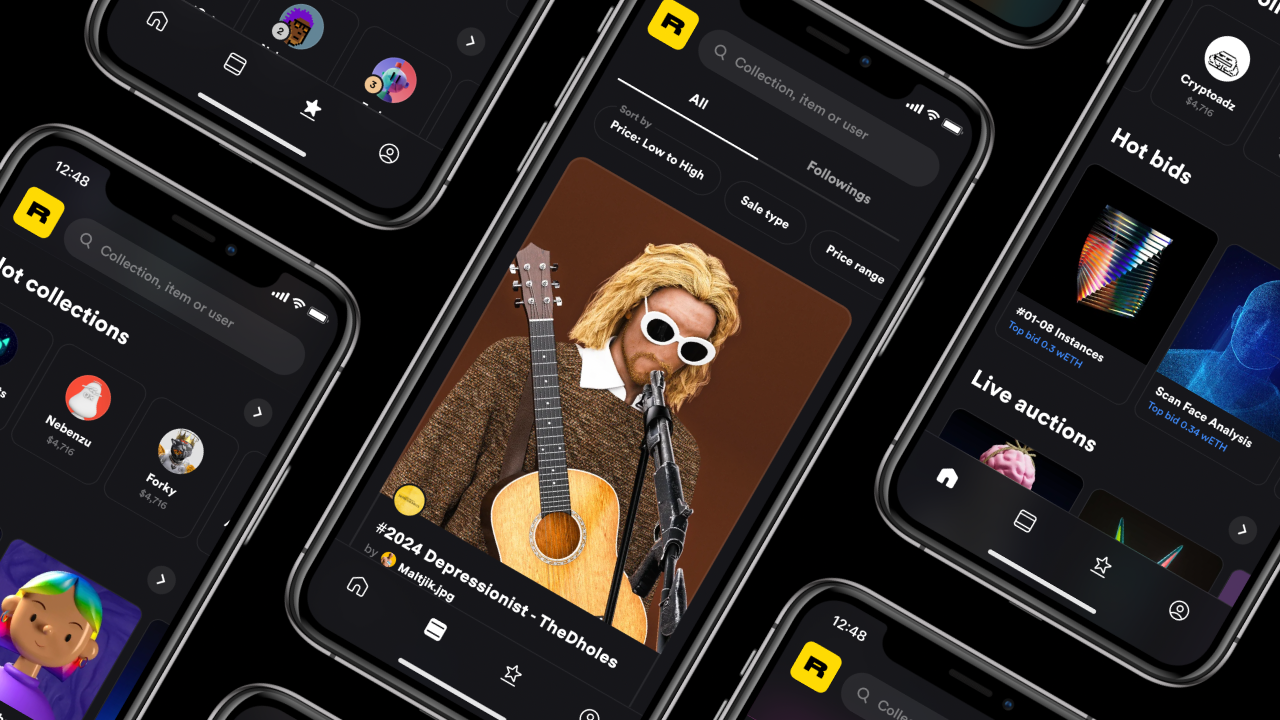 2
3
12:48
R
Collection, item or user
Hot collections
Nebenzu
$4,716
Forky
$4,716
R
Collection, item or user
All
Followings
Sort by
Price: Low to High
Sale type
Price range
#2024 Depressionist - TheDholes
by Maltjik.jpg
Cryptoadz
$4,716
Hot bids
#01-08 Instances
Top bid 0.3 wETH
Scan Face Analysis
Top bid 0.34 wETH
Live auctions
12:48
R
Colle